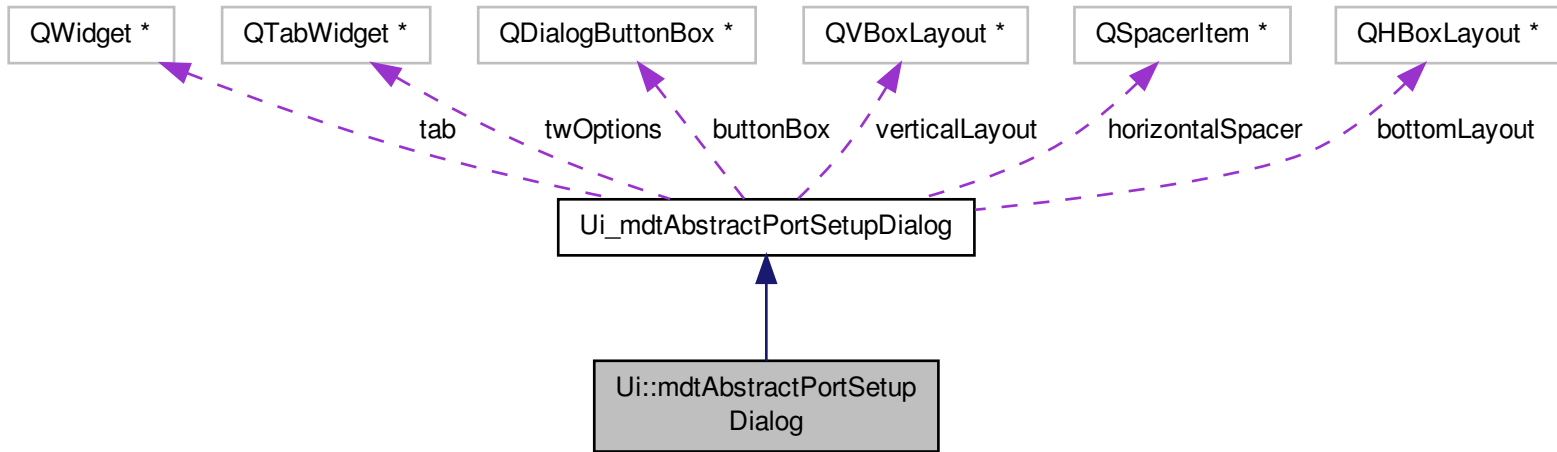 QWidget *
QTabWidget *
QDialogButtonBox *
QVBoxLayout *
QSpacerItem *
QHBoxLayout *
tab
twOptions
buttonBox
verticalLayout
horizontalSpacer
bottomLayout
Ui_mdtAbstractPortSetupDialog
Ui::mdtAbstractPortSetup
Dialog